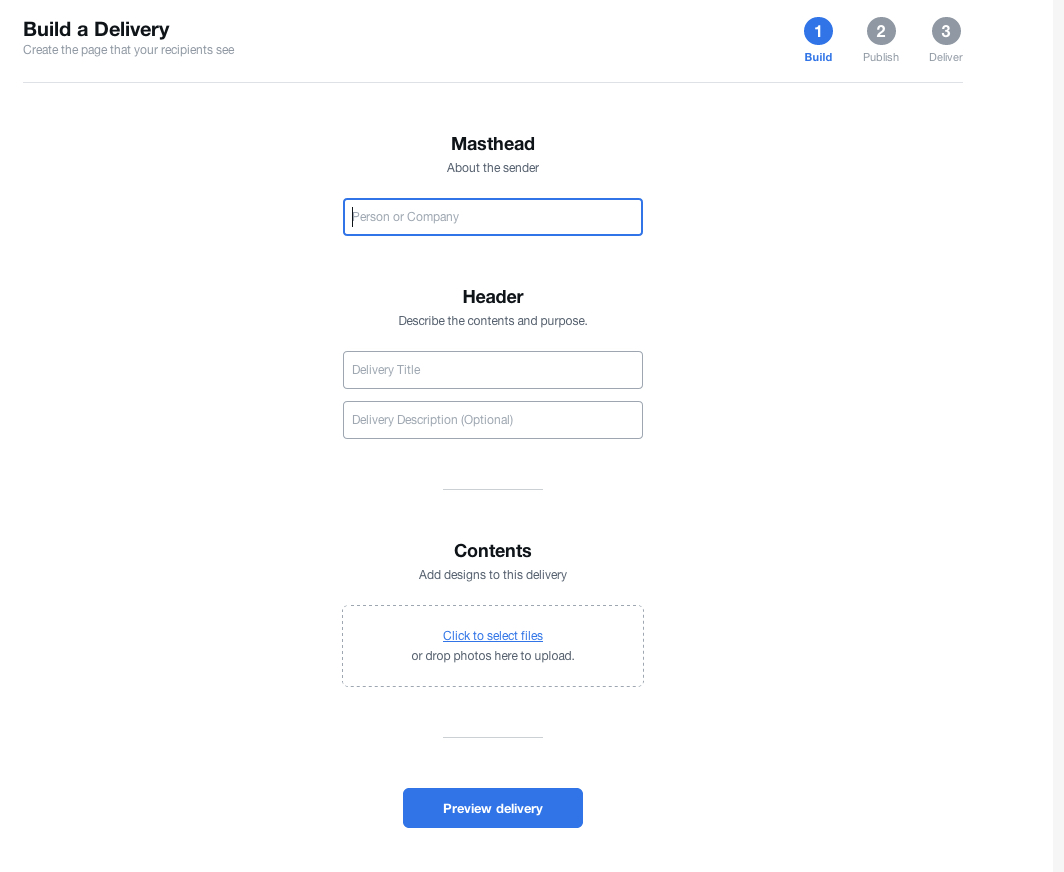 Build a Delivery
Create the page that your recipients see
1
Build
2
Publish
3
Deliver
Masthead
About the sender
Person or Company
Header
Describe the contents and purpose.
Delivery Title
Delivery Description (Optional)
Contents
Add designs to this delivery
Click to select files
or drop photos here to upload.
Preview delivery